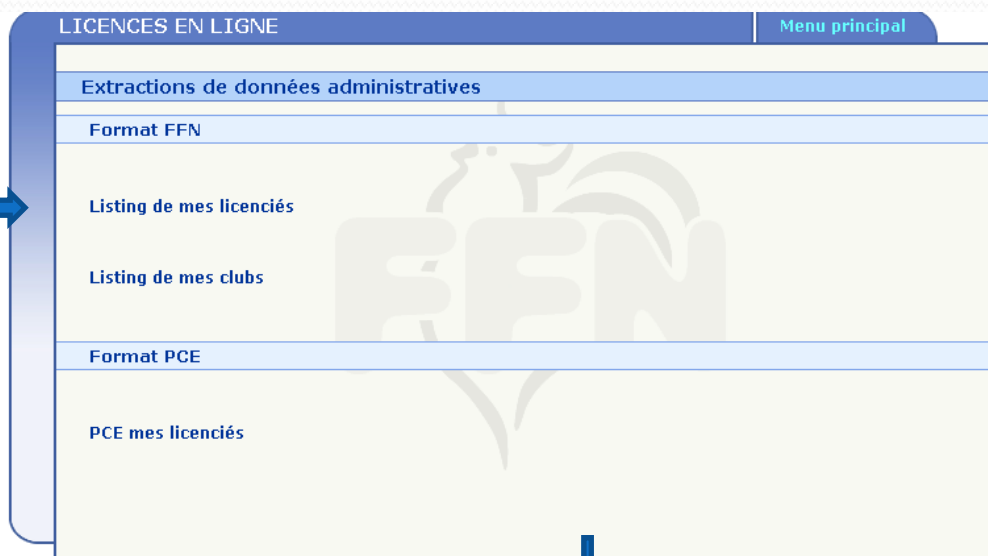 LICENCES EN LIGNE
Menu principal
Extractions de données administratives
Format FFN
Listing de mes licenciés
Listing de mes clubs
FFN
Format PCE
PCE mes licenciés